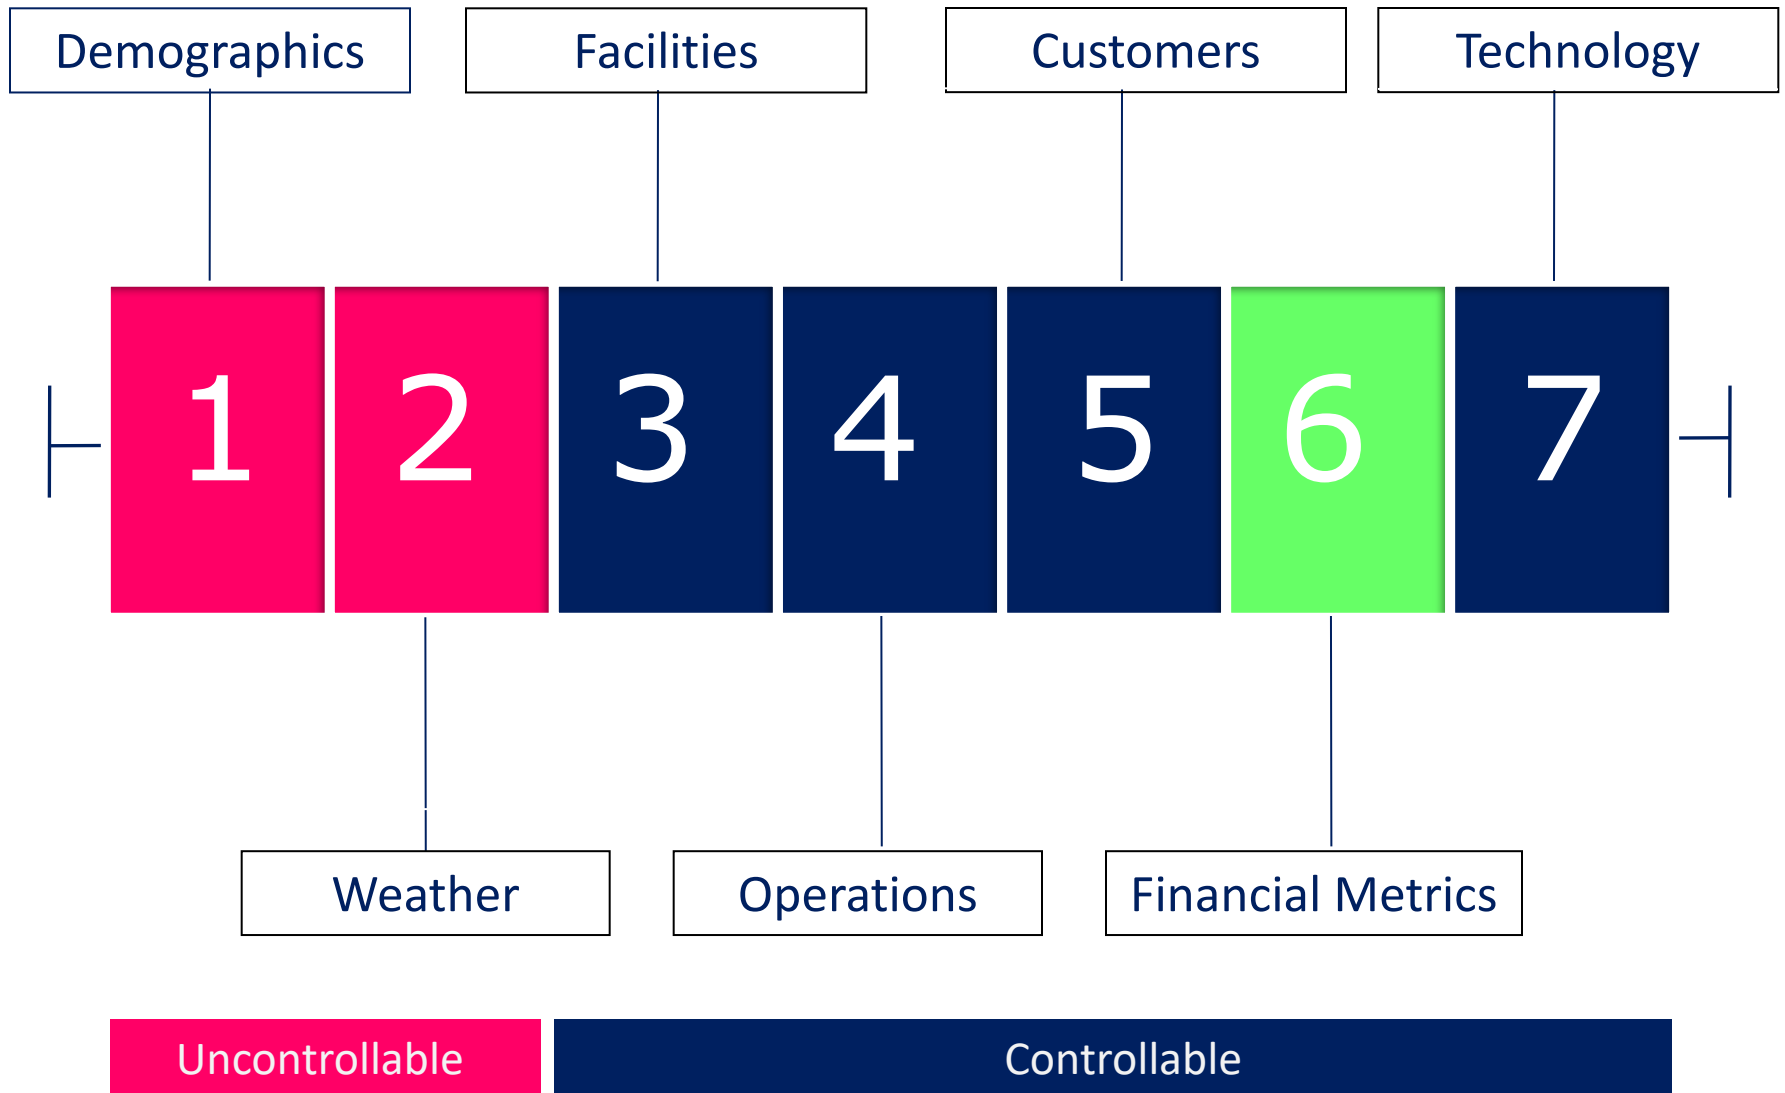 Demographics
Facilities
Customers
Technology
1
2
3
4
5
6
7
Weather
Operations
Financial Metrics
Uncontrollable
Controllable